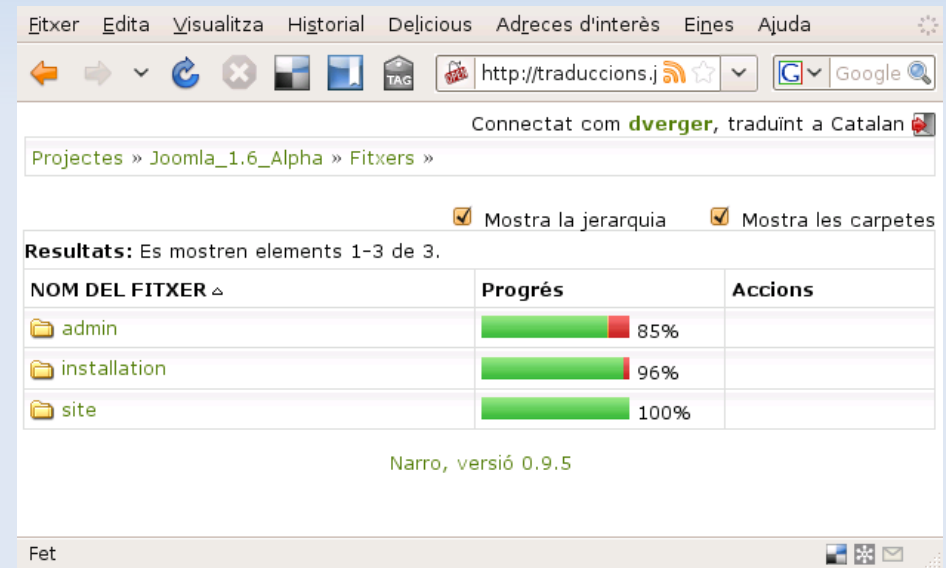 Fitxer Edita Visualitza Historial Delicious Adreces d'interès Eines Ajuda
TAG OPEN http://traduccions.j G Google
Connectat com dverger, traduïnt a Catalan
Projectes » Joomla_1.6_Alpha » Fitxers »
Mostra la jerarquia Mostra les carpetes
Resultats: Es mostren elements 1-3 de 3.
NOM DEL FITXER Progrés Accions
admin 85%
installation 96%
site 100%
Narro, versió 0.9.5
Fet